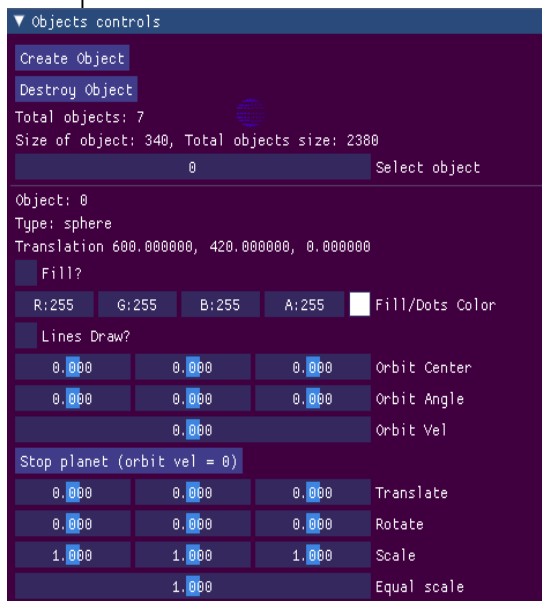 ▼ Objects controls
Create Object
Destroy Object
Total objects: 7
Size of object: 340, Total objects size: 2380
0 Select object
Object: 0
Type: sphere
Translation 600.000000, 420.000000, 0.000000
Fill?
R:255 G:255 B:255 A:255 Fill/Dots Color
Lines Draw?
0.000 0.000 0.000 Orbit Center
0.000 0.000 0.000 Orbit Angle
0.000 Orbit Vel
Stop planet (orbit vel = 0)
0.000 0.000 0.000 Translate
0.000 0.000 0.000 Rotate
1.000 1.000 1.000 Scale
1.000 Equal scale